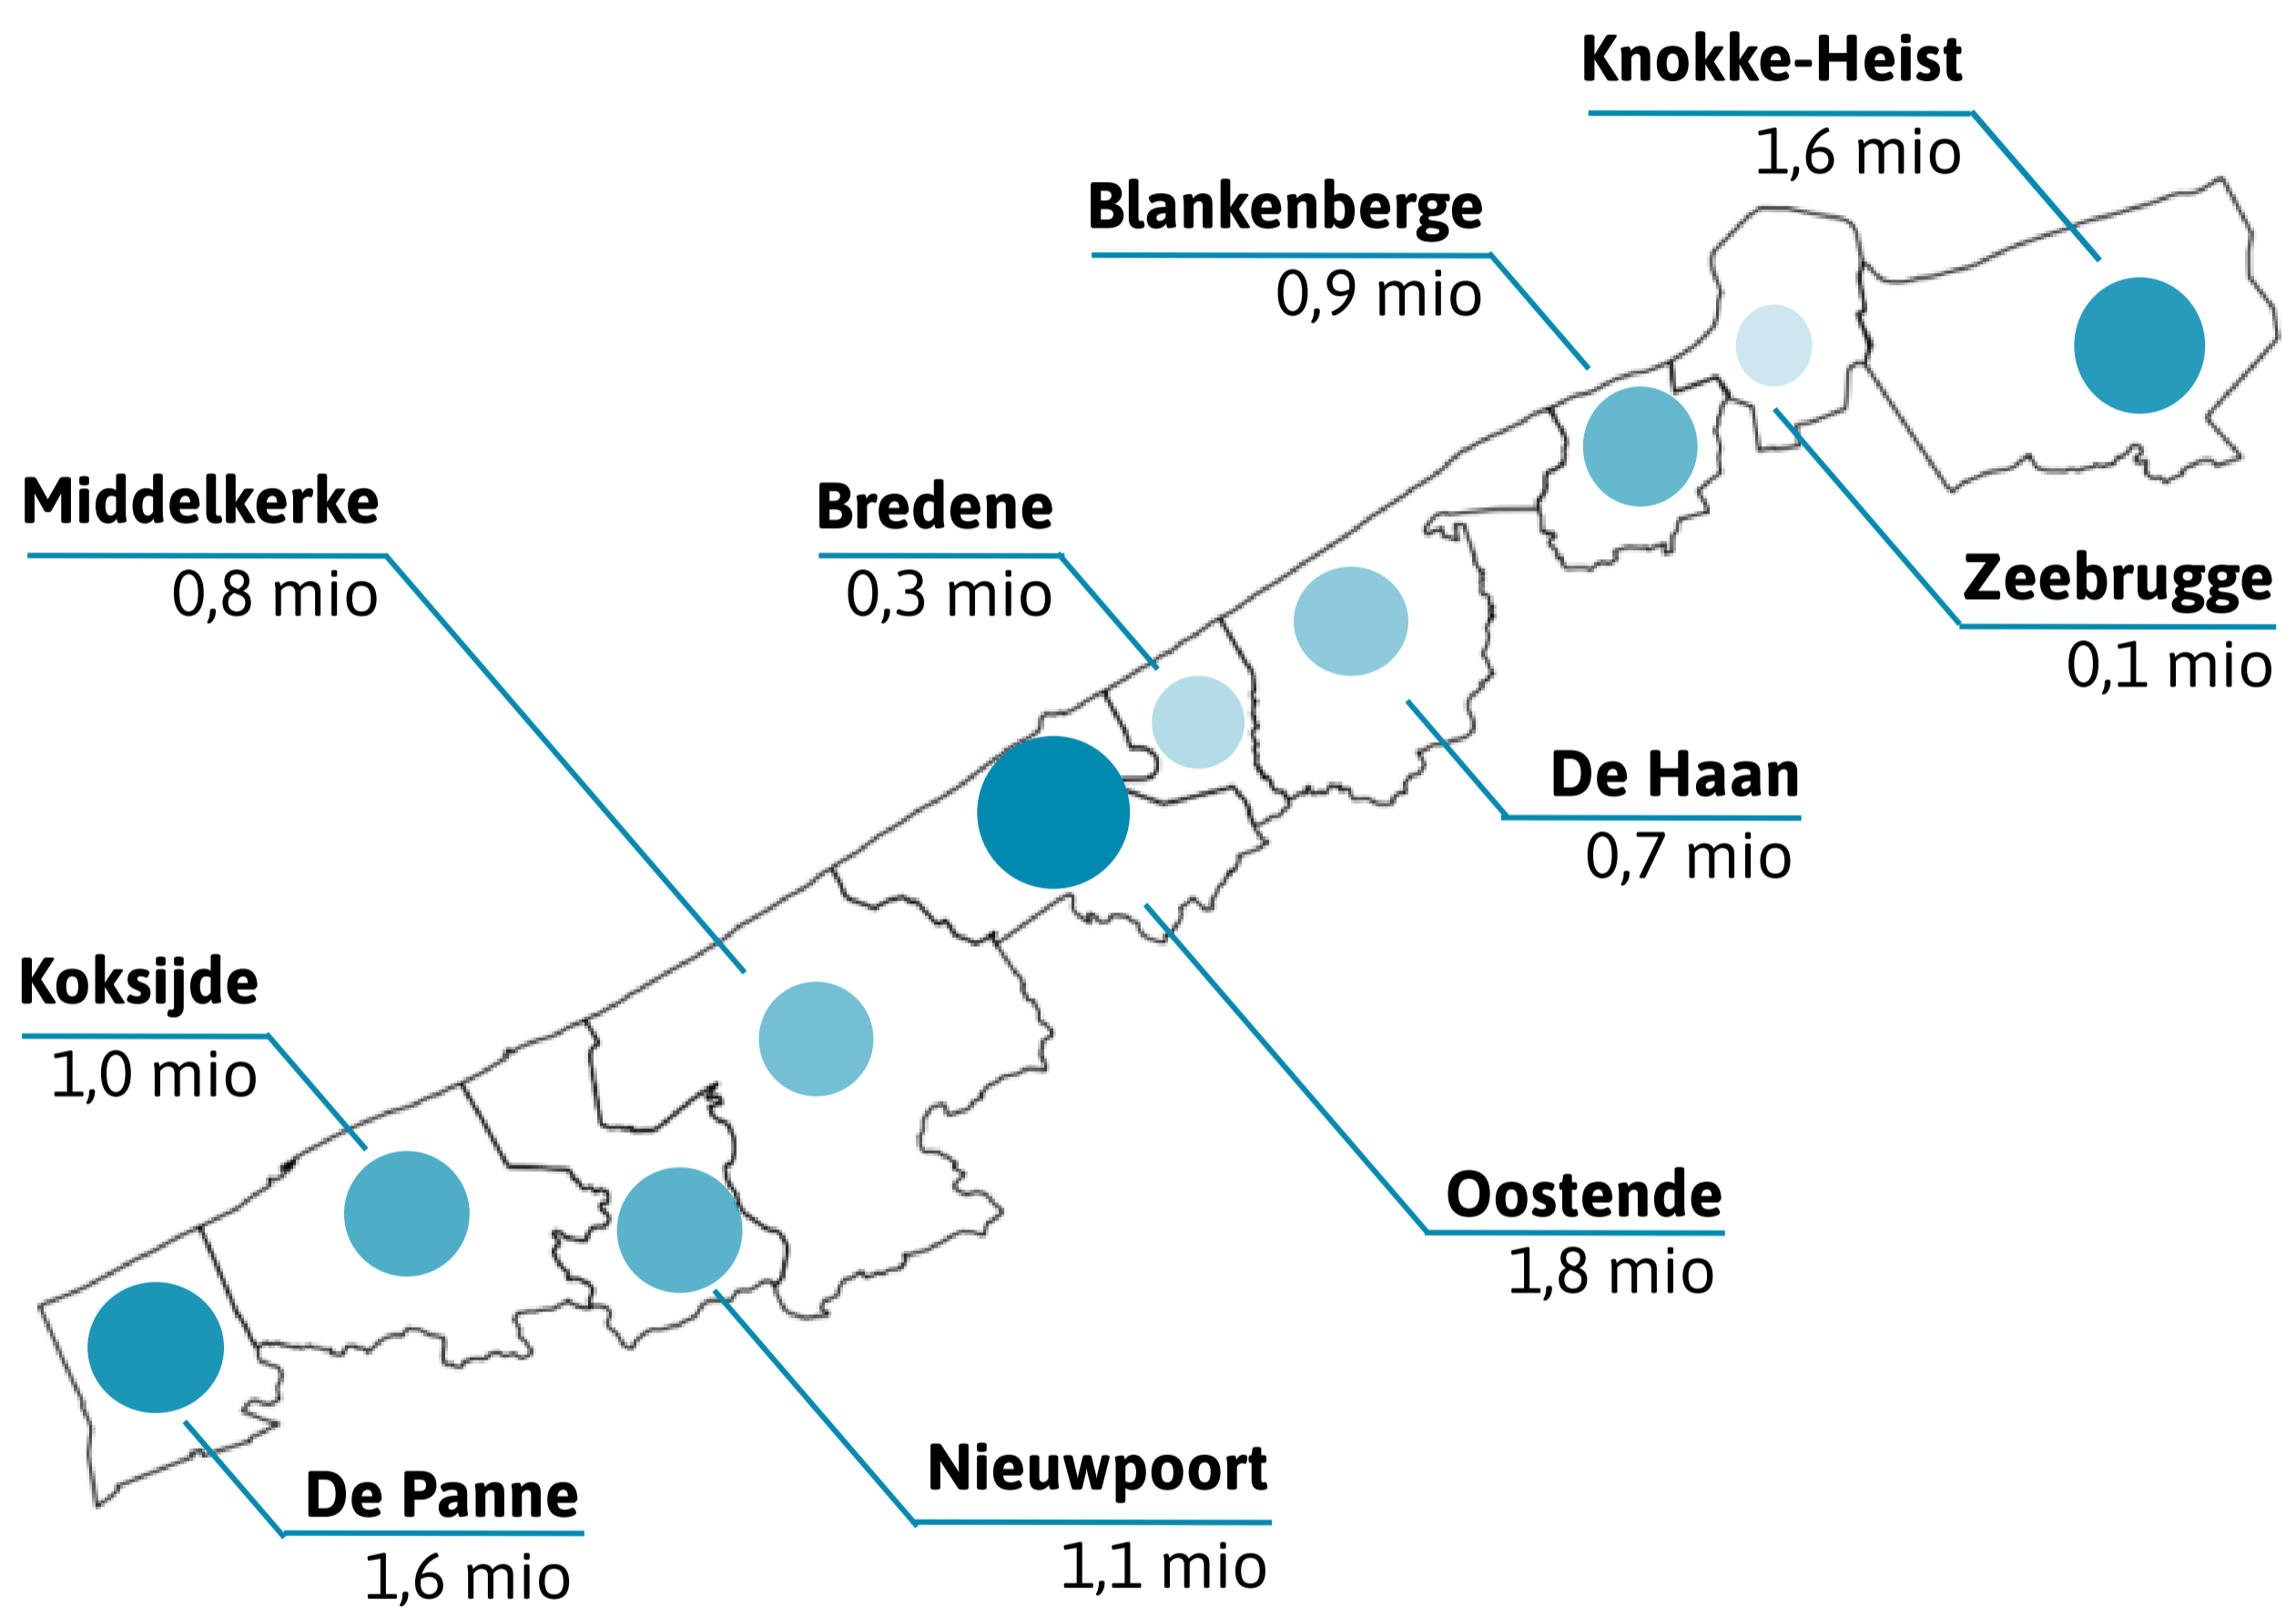 Knokke-Heist
1,6 mio
Blankenberge
0,9 mio
Middelkerke
0,8 mio
Bredene
0,3 mio
Zeebrugge
0,1 mio
De Haan
0,7 mio
Koksijde
1,0 mio
Oostende
1,8 mio
Nieuwpoort
1,1 mio
De Panne
1,6 mio